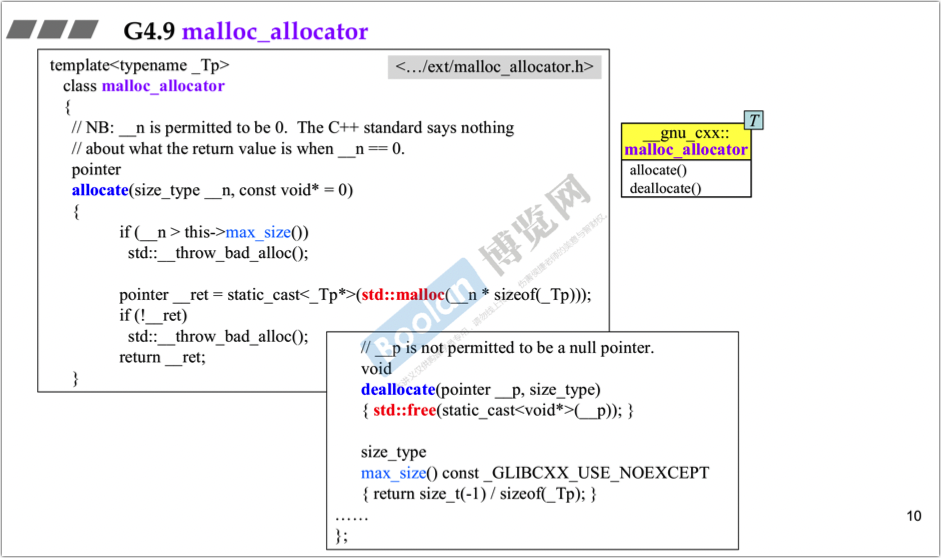 G4.9 malloc_allocator
template<typename _Tp>
<…/ext/malloc_allocator.h>
class malloc_allocator
{
// NB: __n is permitted to be 0. The C++ standard says nothing
// about what the return value is when __n == 0.
pointer
allocate(size_type __n, const void* = 0)
{
if (__n > this->max_size())
std::__throw_bad_alloc();
pointer __ret = static_cast<_Tp*>(std::malloc(__n * sizeof(_Tp)));
if (!__ret)
std::__throw_bad_alloc();
return __ret;
}
// __p is not permitted to be a null pointer.
void
deallocate(pointer __p, size_type)
{ std::free(static_cast<void*>(__p)); }
size_type
max_size() const _GLIBCXX_USE_NOEXCEPT
{ return size_t(-1) / sizeof(_Tp); }
……
};
T
__gnu_cxx::
malloc_allocator
allocate()
deallocate()
Boolan 博览网
10